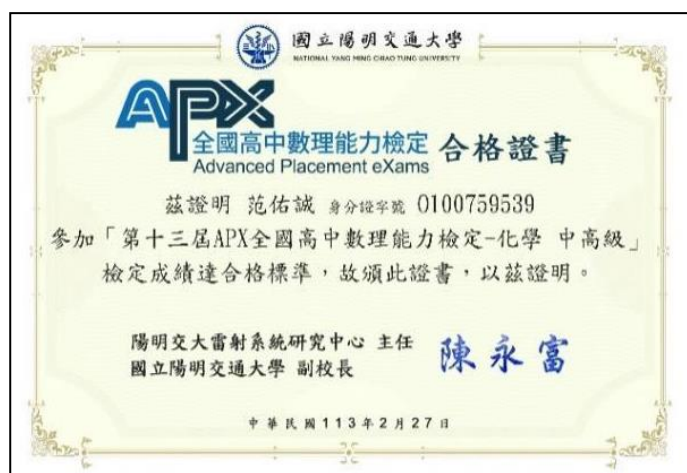 國立陽明交通大學
NATIONAL YANG MING CHIAO TUNG UNIVERSITY
APX
全國高中數理能力檢定 合格證書
Advanced Placement eXams
茲證明 范佑誠 身分證字號 O100759539
參加「第十三屆APX全國高中數理能力檢定-化學 中高級」
檢定成績達合格標準,故頒此證書,以茲證明。
陽明交大雷射系統研究中心 主任
國立陽明交通大學 副校長
陳永富
中華民國113年2月27日